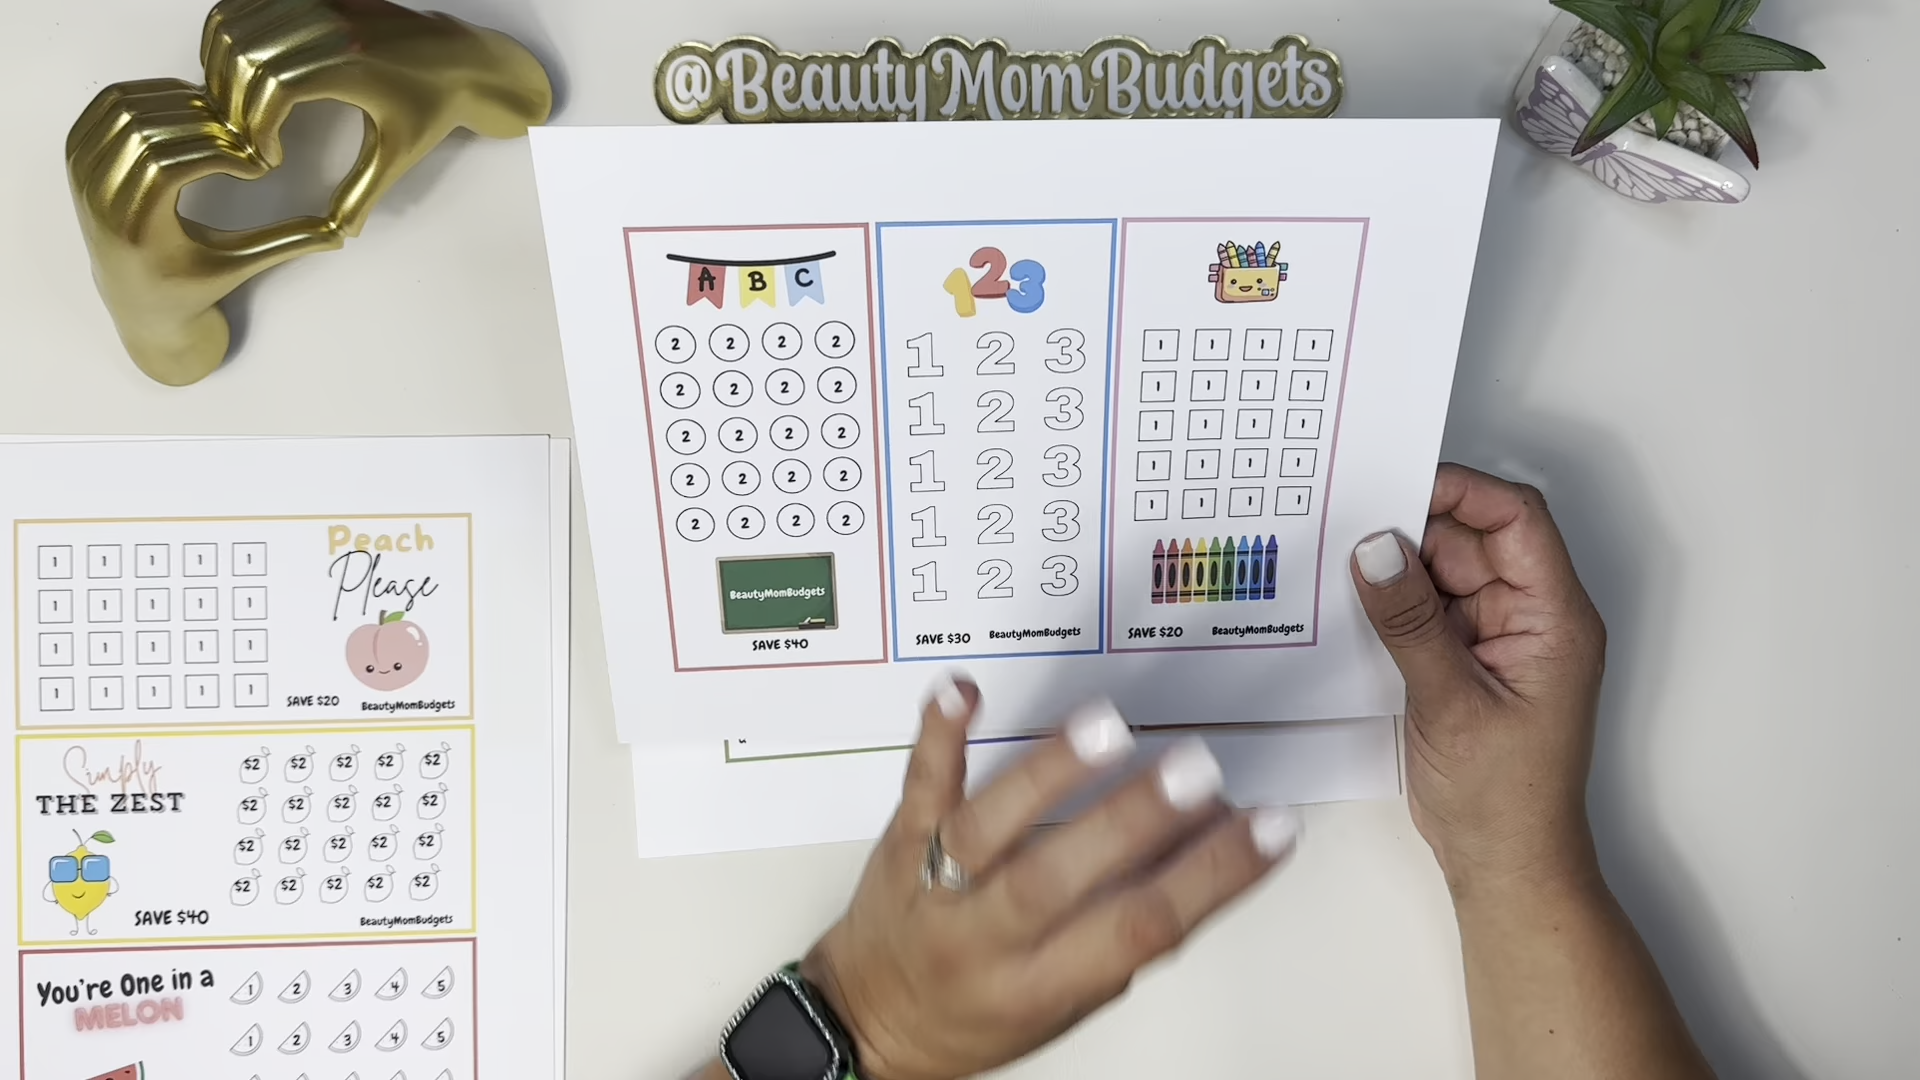 @BeautyMomBudgets
A B C
2 2 2 2
2 2 2 2
2 2 2 2
2 2 2 2
2 2 2 2
BeautyMomBudgets
SAVE $40
123
1 2 3
1 2 3
1 2 3
1 2 3
1 2 3
SAVE $30 BeautyMomBudgets
1 1 1 1
1 1 1 1
1 1 1 1
1 1 1 1
1 1 1 1
SAVE $20 BeautyMomBudgets
Peach
Please
1 1 1 1 1
1 1 1 1 1
1 1 1 1 1
1 1 1 1 1
SAVE $20 BeautyMomBudgets
Simply
THE ZEST
$2 $2 $2 $2 $2
$2 $2 $2 $2 $2
$2 $2 $2 $2 $2
$2 $2 $2 $2 $2
SAVE $40 BeautyMomBudgets
You're One in a
MELON
1 2 3 4 5
1 2 3 4 5